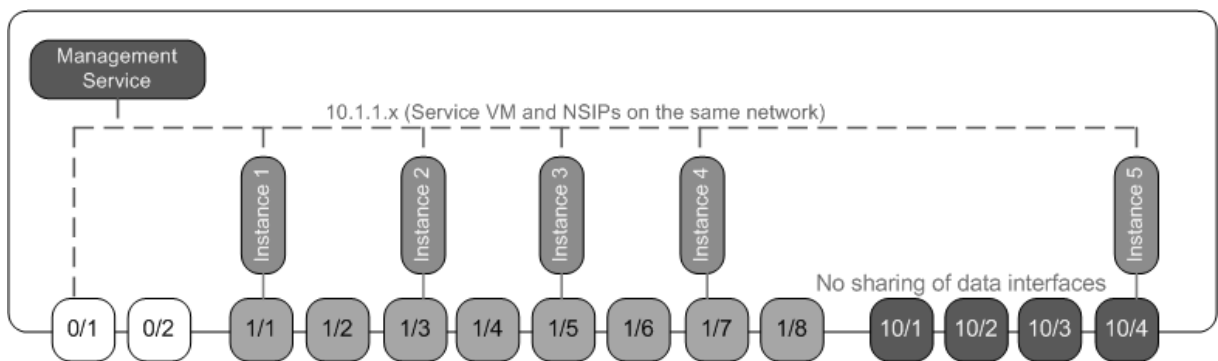 Management
Service
10.1.1.x (Service VM and NSIPs on the same network)
Instance 1
Instance 2
Instance 3
Instance 4
Instance 5
No sharing of data interfaces
0/1
0/2
1/1
1/2
1/3
1/4
1/5
1/6
1/7
1/8
10/1
10/2
10/3
10/4